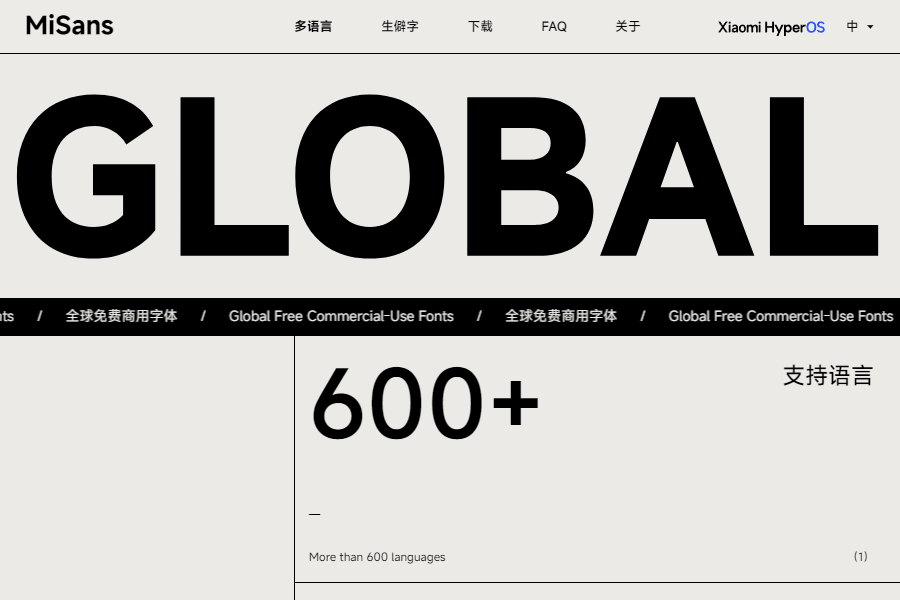 MiSans
多语言
生僻字
下载
FAQ
关于
Xiaomi HyperOS
中
GLOBAL
/ 全球免费商用字体 / Global Free Commercial-Use Fonts / 全球免费商用字体 / Global Free Commercial-Use Fonts
600+
支持语言
—
More than 600 languages
(1)